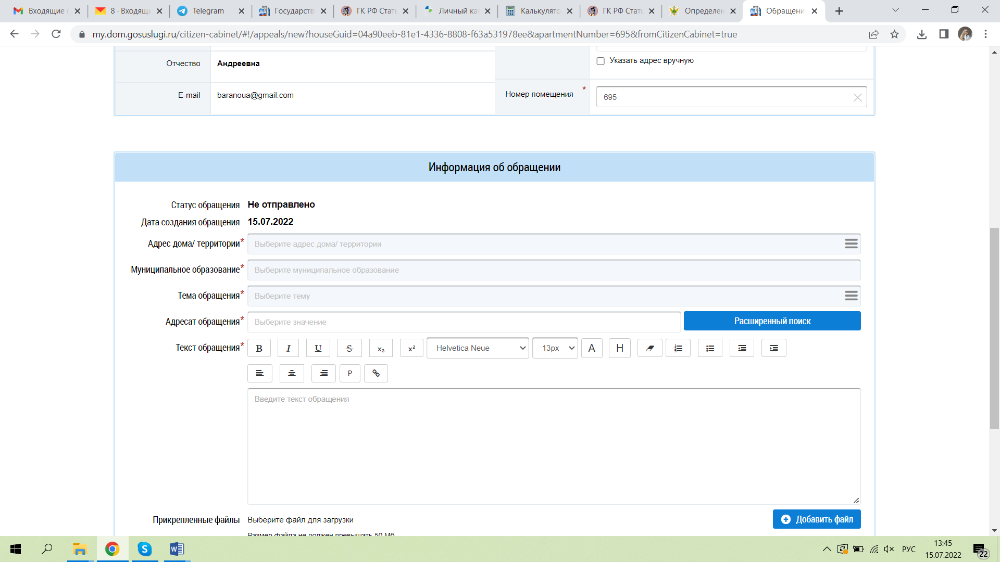 Входящие
8 · Входящи
Telegram
Государств
ГК РФ Стать
Личный ка
Калькулято
ГК РФ Стать
Определен
Обращени
my.dom.gosuslugi.ru/citizen-cabinet/#!/appeals/new?houseGuid=04a90eeb-81e1-4336-8808-f63a531978ee&apartmentNumber=695&fromCitizenCabinet=true
Отчество Андреевна
Указать адрес вручную
E-mail baranoua@gmail.com
Номер помещения * 695
Информация об обращении
Статус обращения Не отправлено
Дата создания обращения 15.07.2022
Адрес дома/ территории* Выберите адрес дома/ территории
Муниципальное образование* Выберите муниципальное образование
Тема обращения* Выберите тему
Адресат обращения* Выберите значение Расширенный поиск
Текст обращения* B I U S x₂ x² Helvetica Neue 13px A H
P
Введите текст обращения
Прикрепленные файлы Выберите файл для загрузки Добавить файл
Размер файла не должен превышать 50 Мб
РУС 13:45
15.07.2022
22